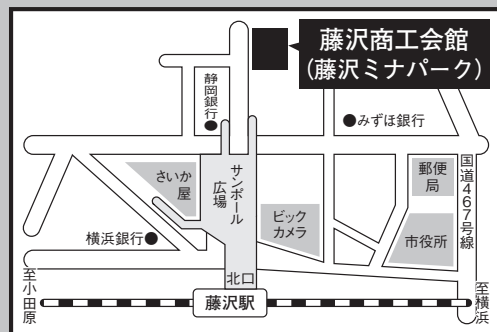 藤沢商工会館
(藤沢ミナパーク)
静岡銀行
みずほ銀行
さいか屋
サンパール広場
郵便局
国道467号線
ビックカメラ
市役所
横浜銀行
北口
至小田原
藤沢駅
至横浜